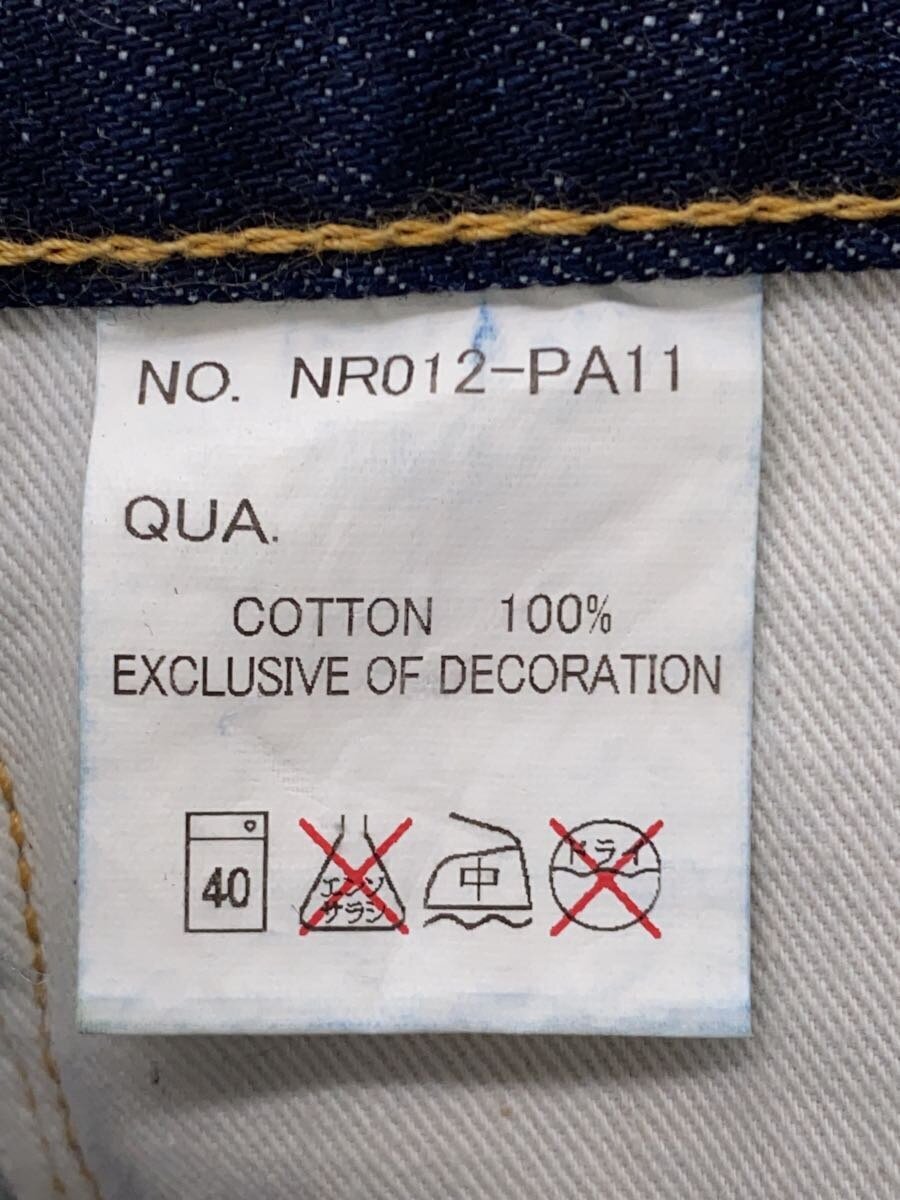 NO. NR012-PA11
QUA.
COTTON 100%
EXCLUSIVE OF DECORATION
40
エンソ
サラシ
中
ドライ